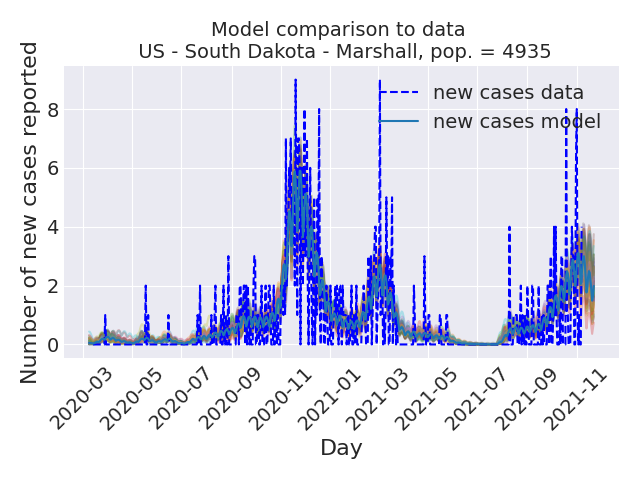 Model comparison to data
US - South Dakota - Marshall, pop. = 4935
Number of new cases reported
8
6
4
2
0
new cases data
new cases model
2020-03
2020-05
2020-07
2020-09
2020-11
2021-01
2021-03
2021-05
2021-07
2021-09
2021-11
Day